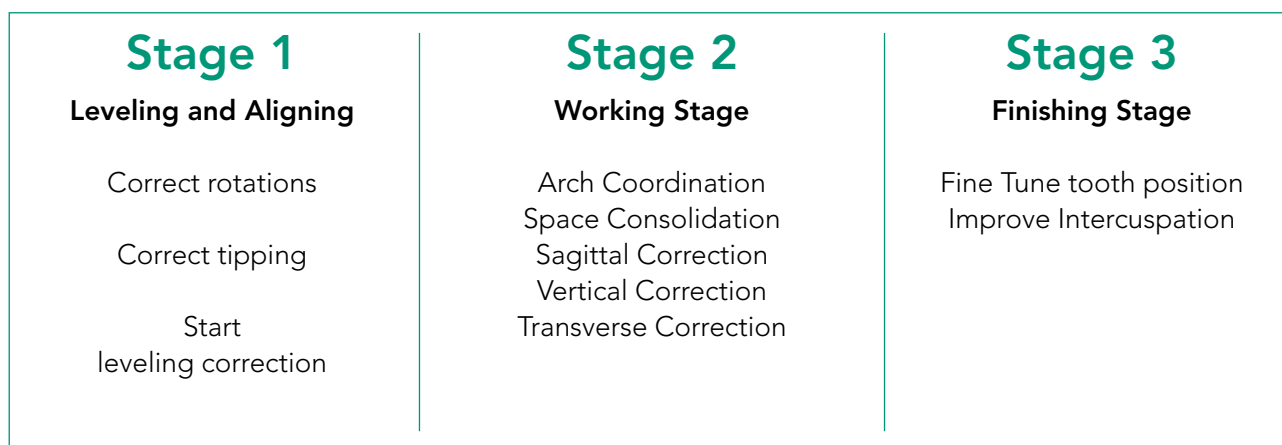 Stage 1
Leveling and Aligning
Correct rotations
Correct tipping
Start
leveling correction
Stage 2
Working Stage
Arch Coordination
Space Consolidation
Sagittal Correction
Vertical Correction
Transverse Correction
Stage 3
Finishing Stage
Fine Tune tooth position
Improve Intercuspation